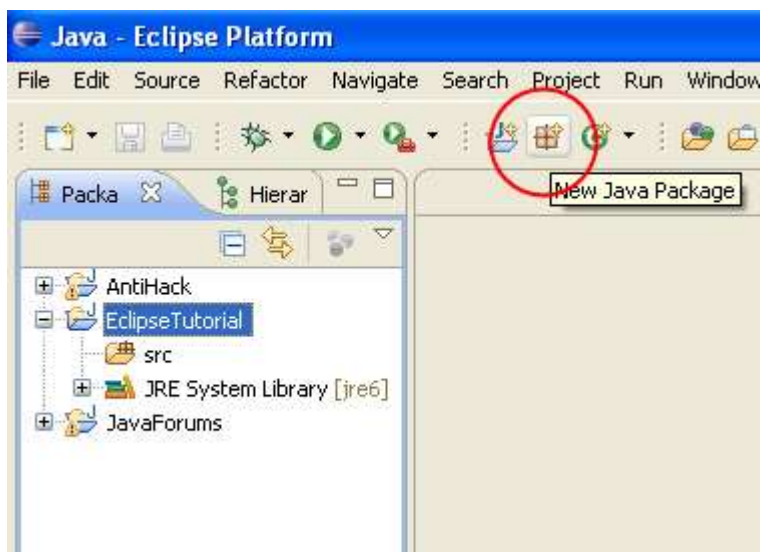 Java - Eclipse Platform
File Edit Source Refactor Navigate Search Project Run Window
New Java Package
Packa Hierar
AntiHack
EclipseTutorial
src
JRE System Library [jre6]
JavaForums